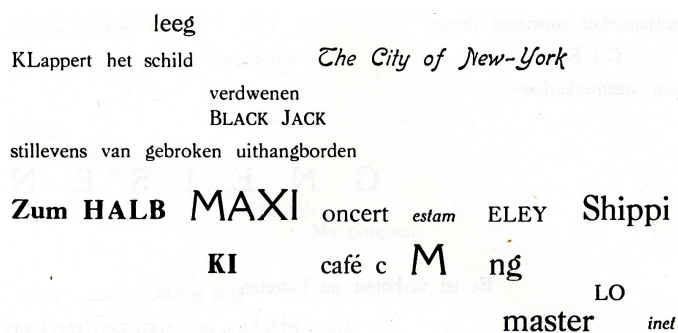 leeg
KLappert het schild The City of New-York
verdwenen
BLACK JACK
stillevens van gebroken uithangborden
Zum HALB MAXI oncert estam ELEY Shippi
KI café c M ng
LO
master inet